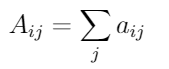 $A_{ij} = \sum_{j} a_{ij}$